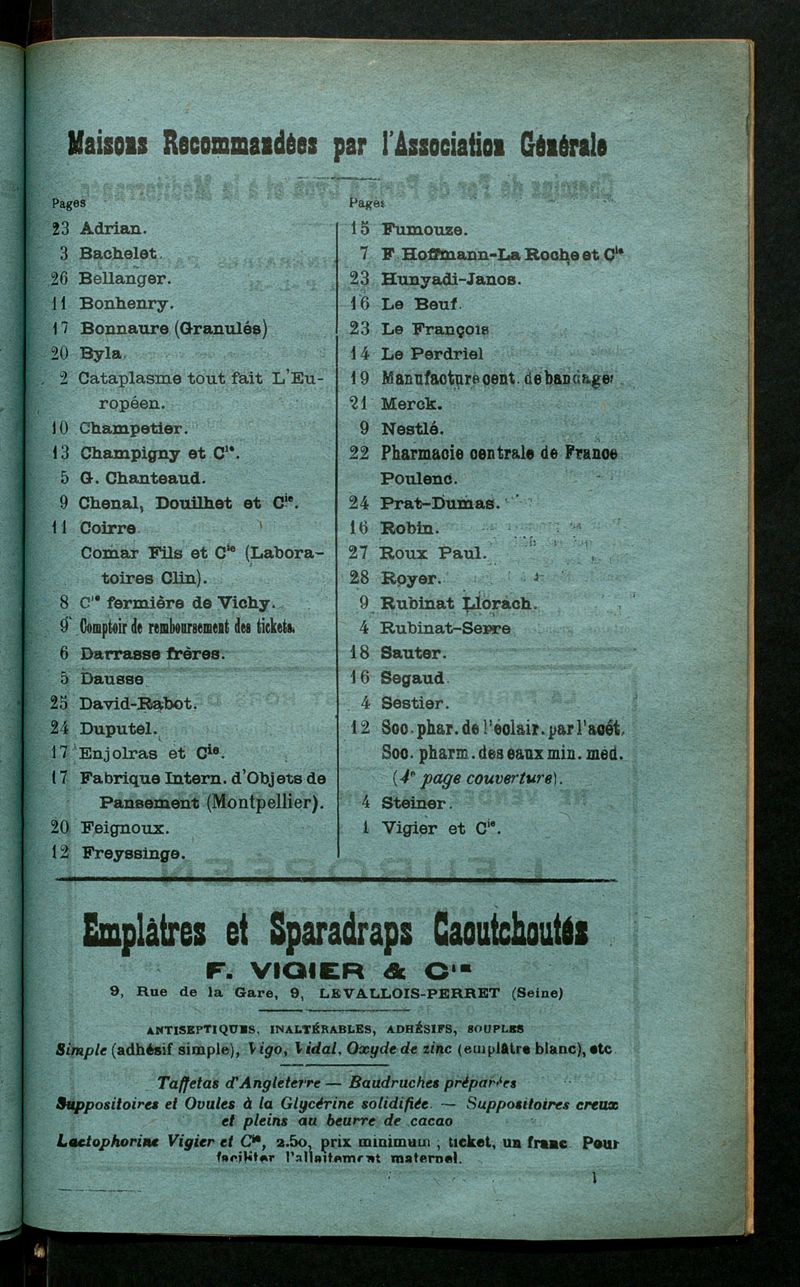 Maisons Recommandées par l'Association Générale
Pages
23 Adrian.
3 Bachelet.
26 Bellanger.
11 Bonhenry.
17 Bonnaure (Granulés)
20 Byla.
2 Cataplasme tout fait L'Eu-
ropéen.
10 Champetier.
13 Champigny et Cie.
5 G. Chanteaud.
9 Chenal, Douilhet et Cie.
11 Coirre
Comar Fils et Cie (Labora-
toires Clin).
8 Cie fermière de Vichy.
9 Comptoir de remboursement des tickets.
6 Darrasse frères.
5 Dausse
25 David-Rabot.
24 Duputel.
17 Enjolras et Cie.
17 Fabrique Intern. d'Objets de
Pansement (Montpellier).
20 Feignoux.
12 Freyssinge.
Pages
15 Fumouze.
7 F Hoffmann-La Roche et Cie
23 Hunyadi-Janos.
16 Le Beuf.
23 Le François
14 Le Perdriel
19 Manufacture cent. de bandages
21 Merck.
9 Nestlé.
22 Pharmacie centrale de France
Poulenc.
24 Prat-Dumas.
16 Robin.
27 Roux Paul.
28 Royer.
9 Rubinat Llorach.
4 Rubinat-Serre
18 Sauter.
16 Segaud.
4 Sestier.
12 Soc. phar. de l'éclair. par l'acét.
Soc. pharm. des eaux min. méd.
(4e page couverture).
4 Steiner.
1 Vigier et Cie.
Emplâtres et Sparadraps Caoutchoutés
F. VIGIER & Cie
9, Rue de la Gare, 9, LEVALLOIS-PERRET (Seine)
ANTISEPTIQUES, INALTÉRABLES, ADHÉSIFS, SOUPLES
Simple (adhésif simple), Vigo, Vidal, Oxyde de zinc (emplâtre blanc), etc
Taffetas d'Angleterre — Baudruches préparées
Suppositoires et Ovules à la Glycérine solidifiée. — Suppositoires creux
et pleins au beurre de cacao
Lactophorine Vigier et Cie, 2.50, prix minimum, ticket, un franc Pour
faciliter l'allaitement maternel.
1